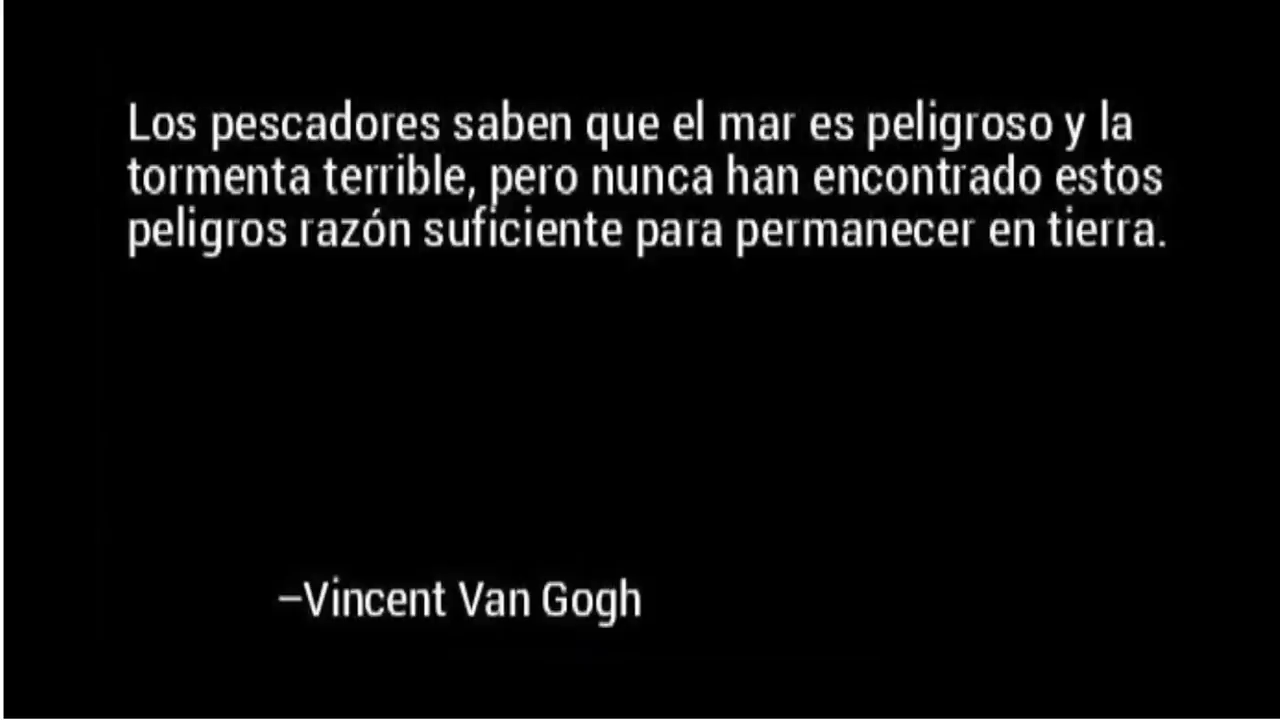 Los pescadores saben que el mar es peligroso y la
tormenta terrible, pero nunca han encontrado estos
peligros razón suficiente para permanecer en tierra.
–Vincent Van Gogh